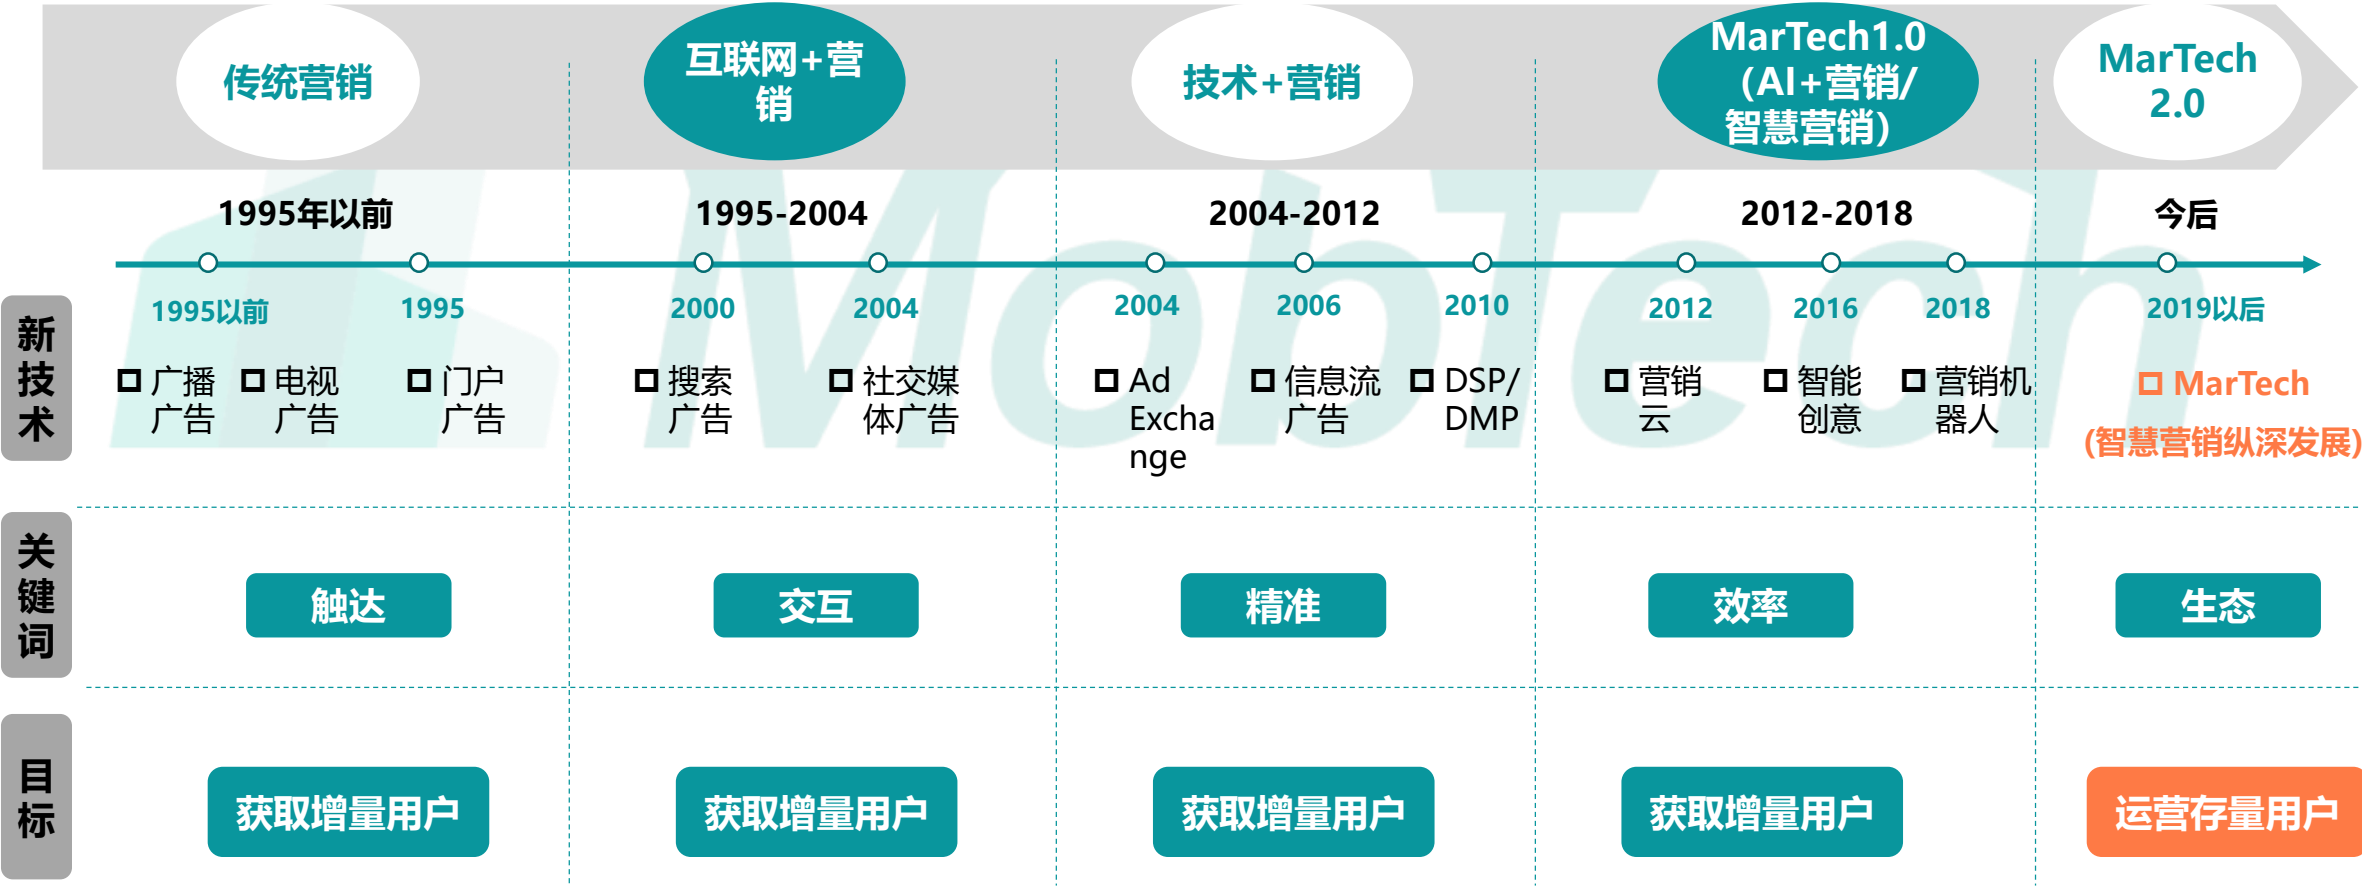 传统营销
互联网+营
销
技术+营销
MarTech1.0
(AI+营销/
智慧营销)
MarTech
2.0
1995年以前
1995-2004
2004-2012
2012-2018
今后
1995以前
1995
2000
2004
2004
2006
2010
2012
2016
2018
2019以后
新
技
术
广播
广告
电视
广告
门户
广告
搜索
广告
社交媒
体广告
Ad
Excha
nge
信息流
广告
DSP/
DMP
营销
云
智能
创意
营销机
器人
MarTech
(智慧营销纵深发展)
关
键
词
触达
交互
精准
效率
生态
目
标
获取增量用户
获取增量用户
获取增量用户
获取增量用户
运营存量用户
MobTech